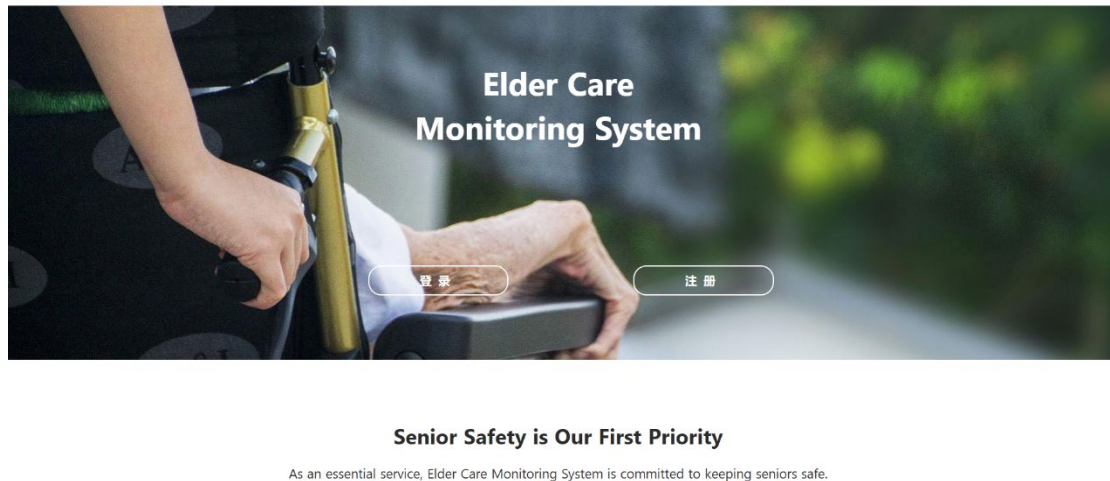 Elder Care
Monitoring System
登 录
注 册
Senior Safety is Our First Priority
As an essential service, Elder Care Monitoring System is committed to keeping seniors safe.